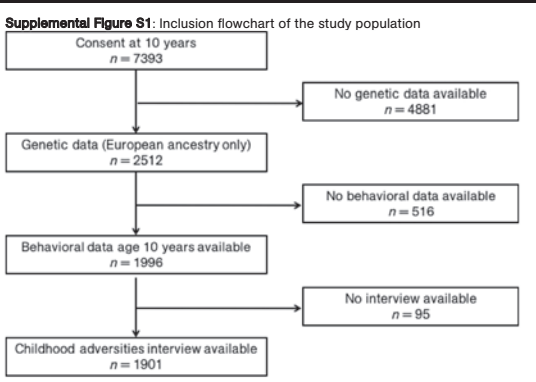 Supplemental Figure S1: Inclusion flowchart of the study population
Consent at 10 years
n = 7393
No genetic data available
n = 4881
Genetic data (European ancestry only)
n = 2512
No behavioral data available
n = 516
Behavioral data age 10 years available
n = 1996
No interview available
n = 95
Childhood adversities interview available
n = 1901